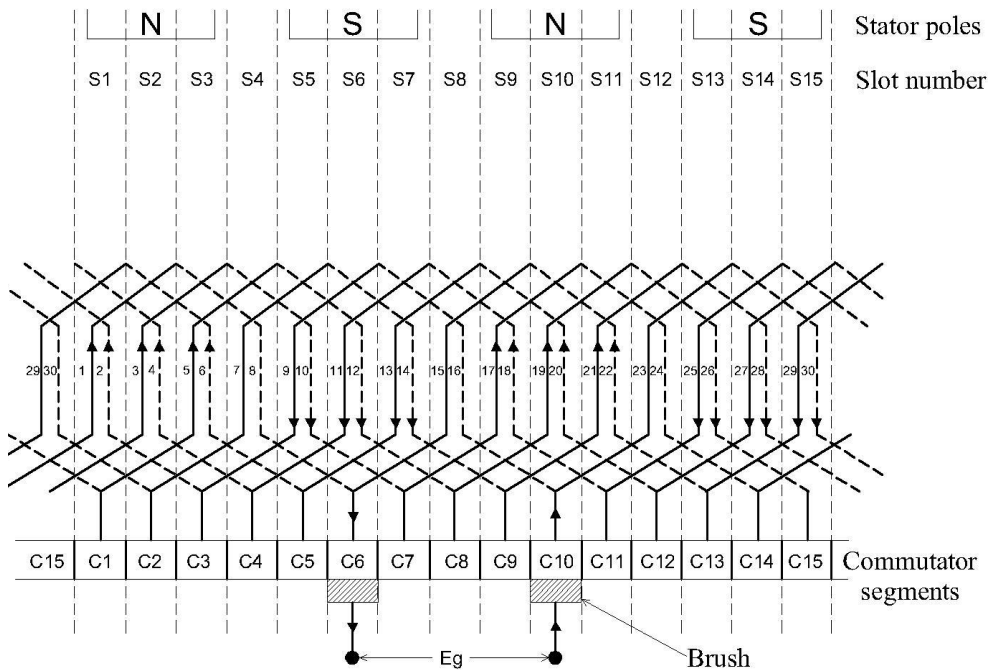 N S N S Stator poles
S1 S2 S3 S4 S5 S6 S7 S8 S9 S10 S11 S12 S13 S14 S15 Slot number
29 30 1 2 3 4 5 6 7 8 9 10 11 12 13 14 15 16 17 18 19 20 21 22 23 24 25 26 27 28 29 30
C15 C1 C2 C3 C4 C5 C6 C7 C8 C9 C10 C11 C12 C13 C14 C15 Commutator
segments
Eg Brush